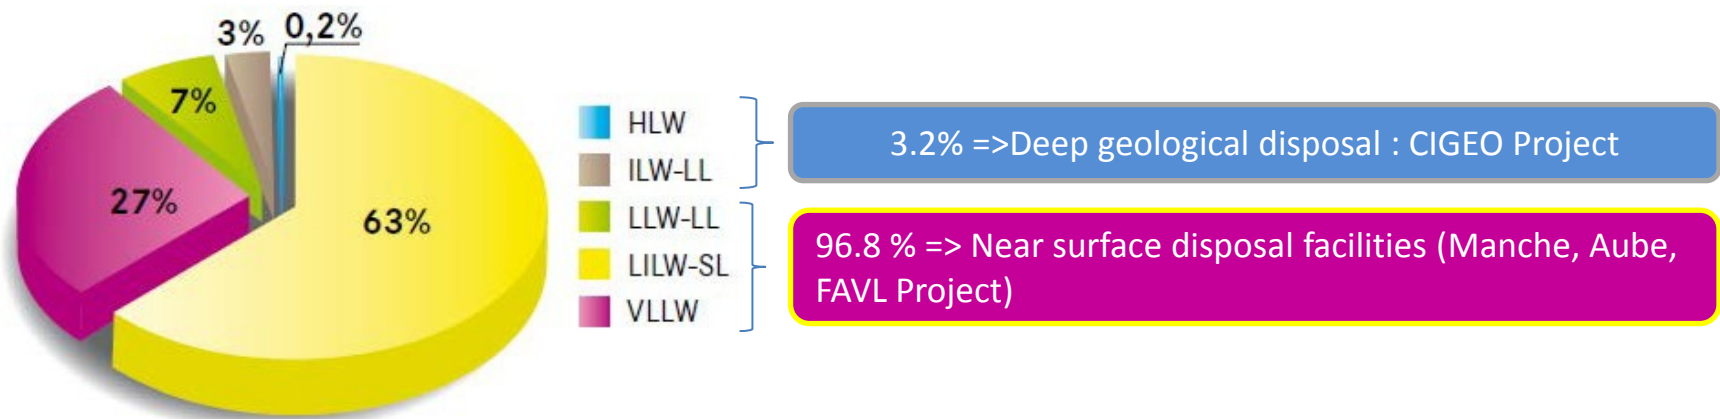 3%
0,2%
7%
27%
63%
HLW
ILW-LL
LLW-LL
LILW-SL
VLLW
3.2% =>Deep geological disposal : CIGEO Project
96.8 % => Near surface disposal facilities (Manche, Aube,
FAVL Project)